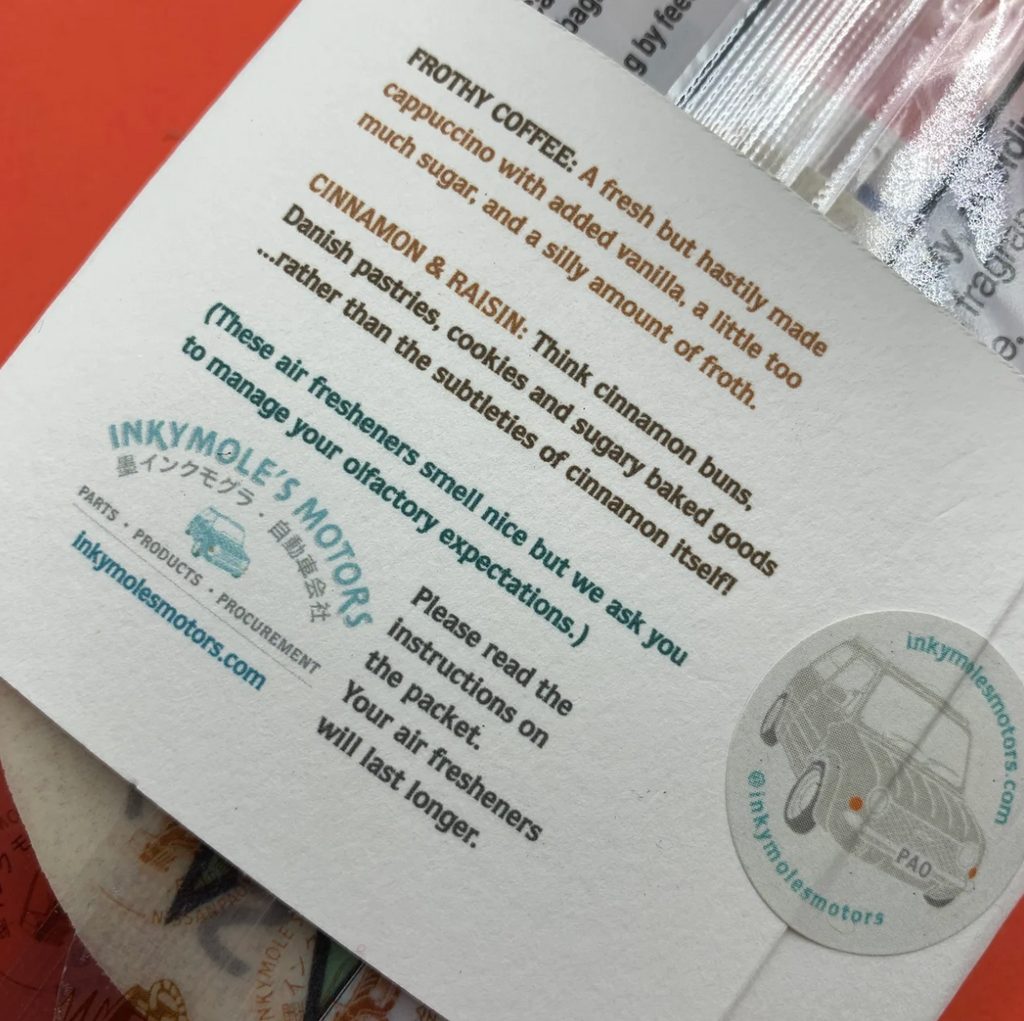 FROTHY COFFEE: A fresh but hastily made
cappuccino with added vanilla, a little too
much sugar, and a silly amount of froth.
CINNAMON & RAISIN: Think cinnamon buns,
Danish pastries, cookies and sugary baked goods
...rather than the subtleties of cinnamon itself!
(These air fresheners smell nice but we ask you
to manage your olfactory expectations.)
INKYMOLE'S MOTORS
墨インクモグラ・自動車会社
PARTS • PRODUCTS • PROCUREMENT
inkymolesmotors.com
Please read the
instructions on
the packet.
Your air fresheners
will last longer.
inkymolesmotors.com
PAO
@inkymolesmotors
g by